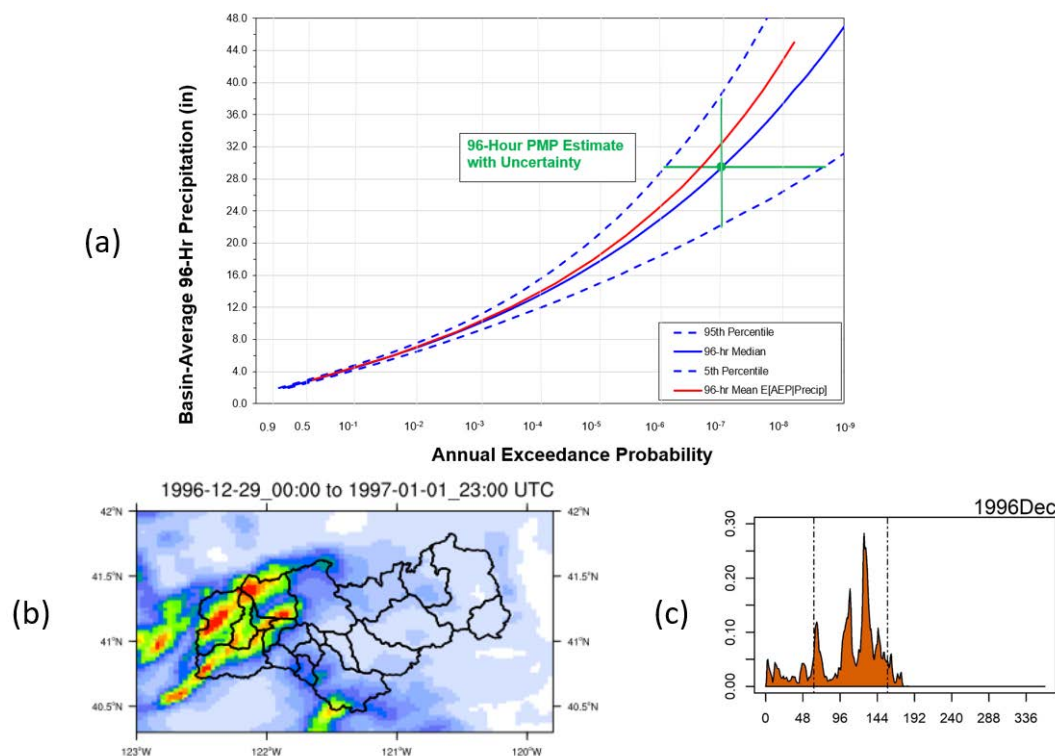 (a)
Basin-Average 96-Hr Precipitation (in)
48.0
44.0
40.0
36.0
32.0
28.0
24.0
20.0
16.0
12.0
8.0
4.0
0.0
96-Hour PMP Estimate
with Uncertainty
95th Percentile
96-hr Median
5th Percentile
96-hr Mean E[AEP|Precip]
0.9 0.5 10⁻¹ 10⁻² 10⁻³ 10⁻⁴ 10⁻⁵ 10⁻⁶ 10⁻⁷ 10⁻⁸ 10⁻⁹
Annual Exceedance Probability
(b)
1996-12-29_00:00 to 1997-01-01_23:00 UTC
42°N 42°N
41.5°N 41.5°N
41°N 41°N
40.5°N 40.5°N
123°W 122°W 121°W 120°W
(c)
1996Dec
0.30
0.20
0.10
0.00
0 48 96 144 192 240 288 336